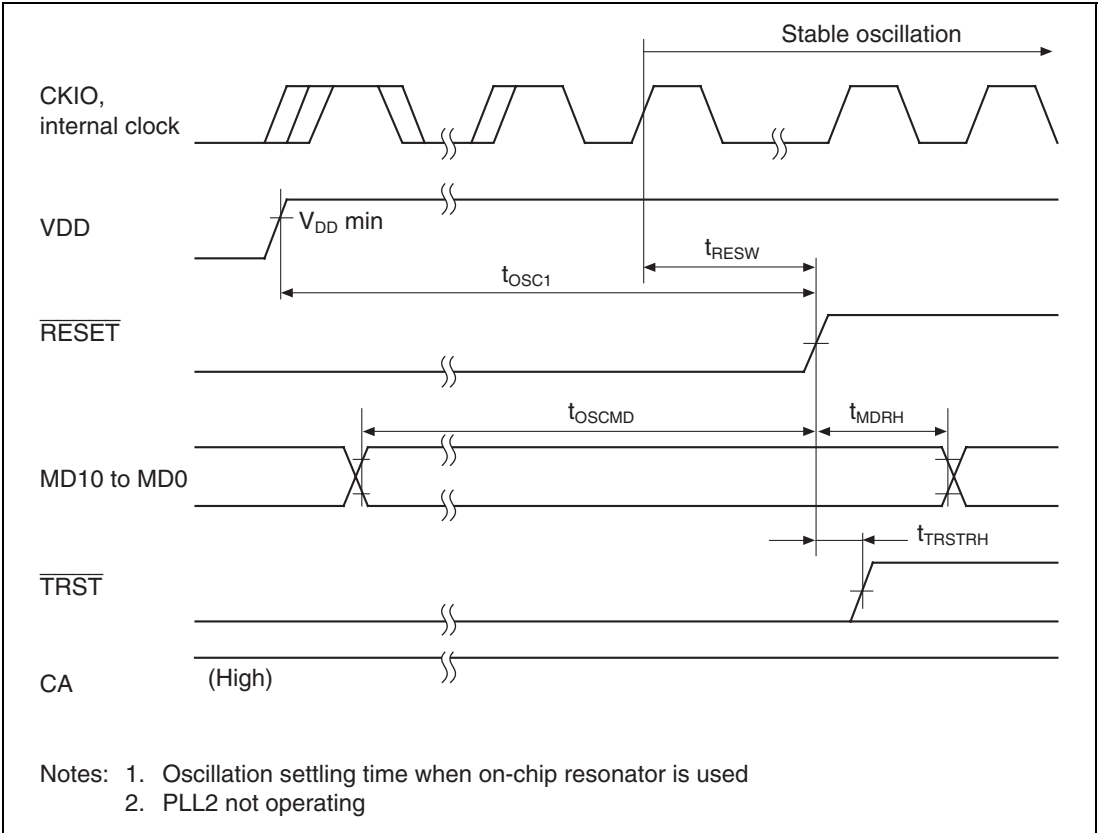 Stable oscillation
CKIO,
internal clock
VDD
VDD min
tRESW
tOSC1
RESET
tOSCMD
tMDRH
MD10 to MD0
tTRSTRH
TRST
CA
(High)
Notes: 1. Oscillation settling time when on-chip resonator is used
2. PLL2 not operating